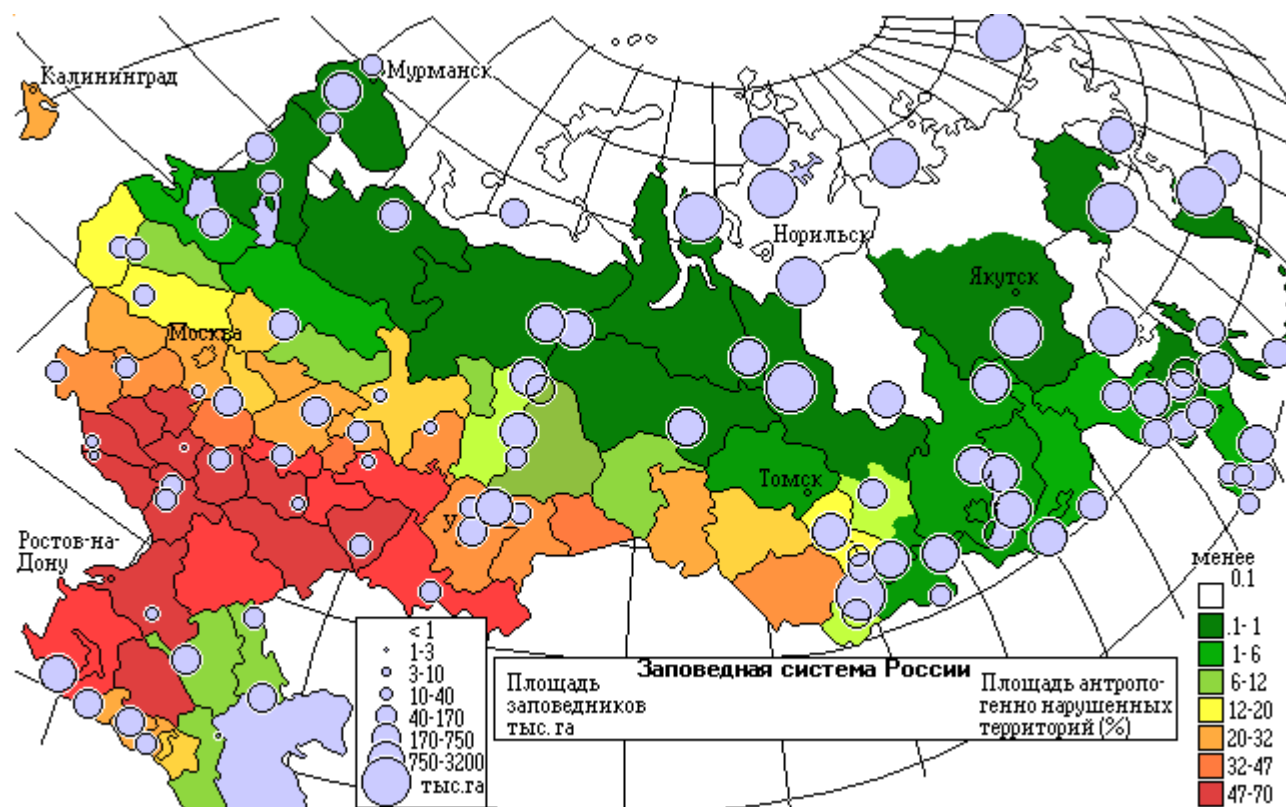 Калининград
Мурманск
Норильск
Якутск
Москва
Томск
У
Ростов-на-
Дону
< 1
1-3
3-10
10-40
40-170
170-750
750-3200
тыс.га
Заповедная система России
Площадь
заповедников
тыс. га
Площадь антропо-
генно нарушенных
территорий (%)
менее
0.1
.1- 1
1-6
6-12
12-20
20-32
32-47
47-70